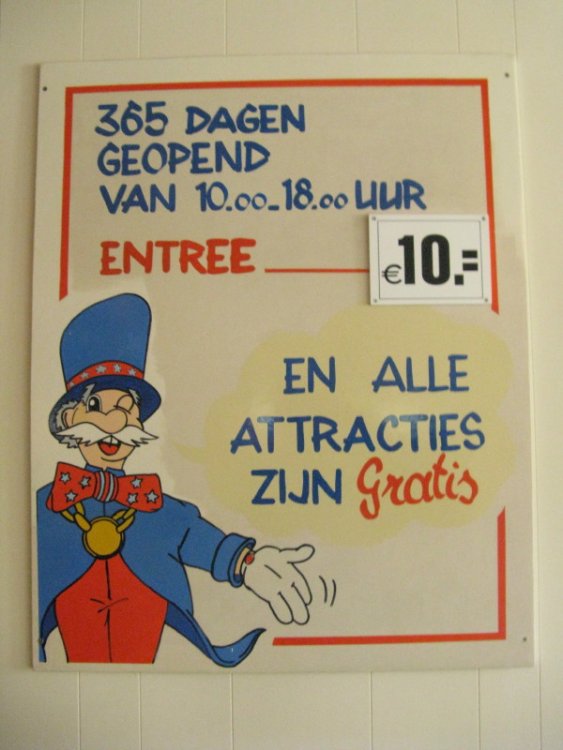 365 DAGEN
GEOPEND
VAN 10.00-18.00 UUR
ENTREE €10.=
EN ALLE
ATTRACTIES
ZIJN Gratis